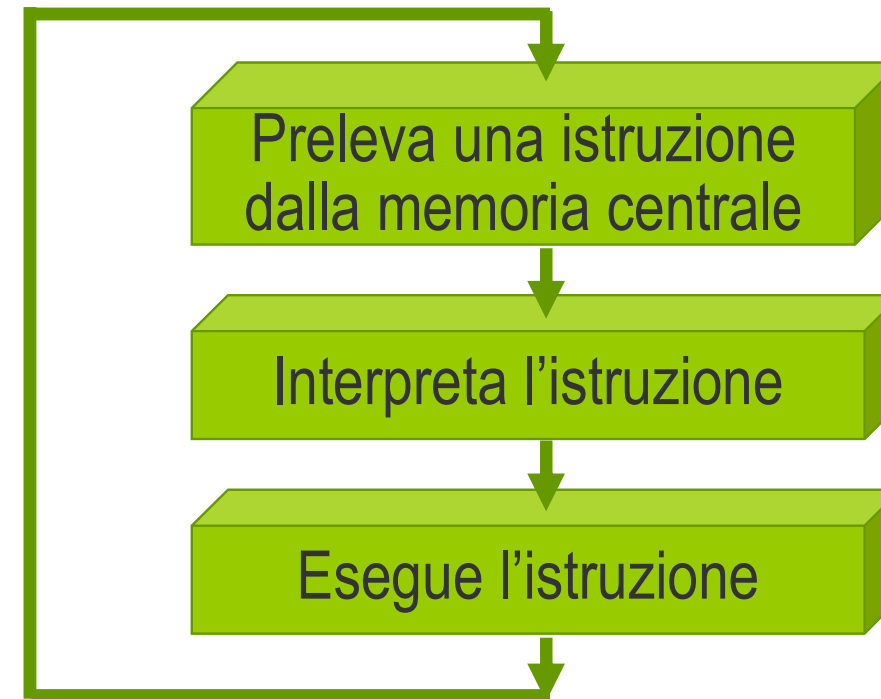 Preleva una istruzione
dalla memoria centrale
Interpreta l’istruzione
Esegue l’istruzione